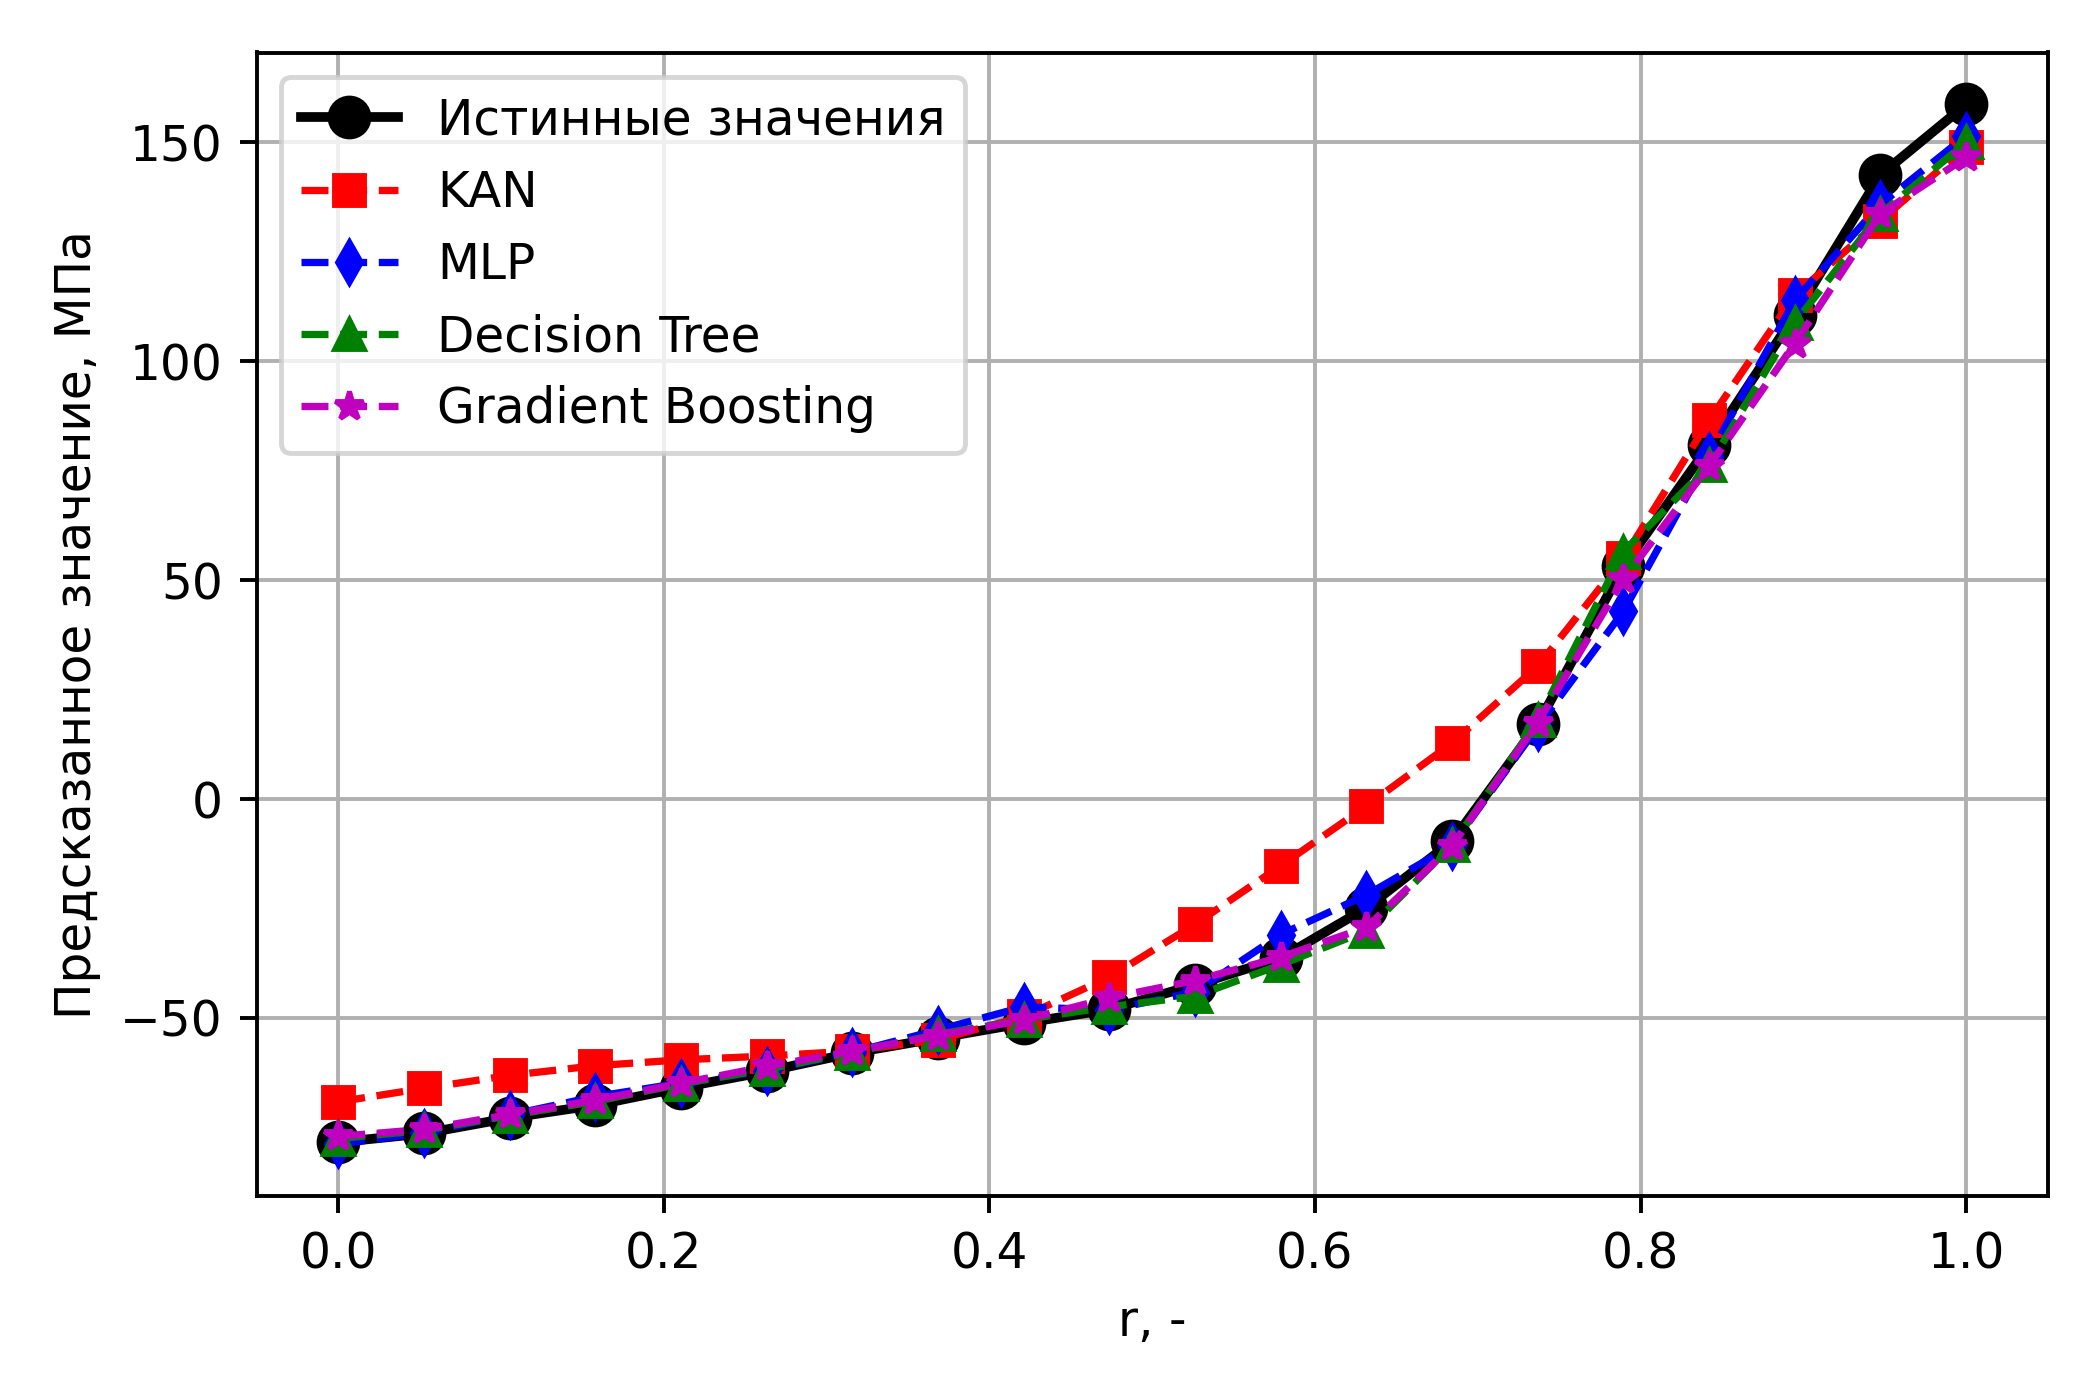 Истинные значения
KAN
MLP
Decision Tree
Gradient Boosting
Предсказанное значение, МПа
150
100
50
0
−50
0.0 0.2 0.4 0.6 0.8 1.0
r, -